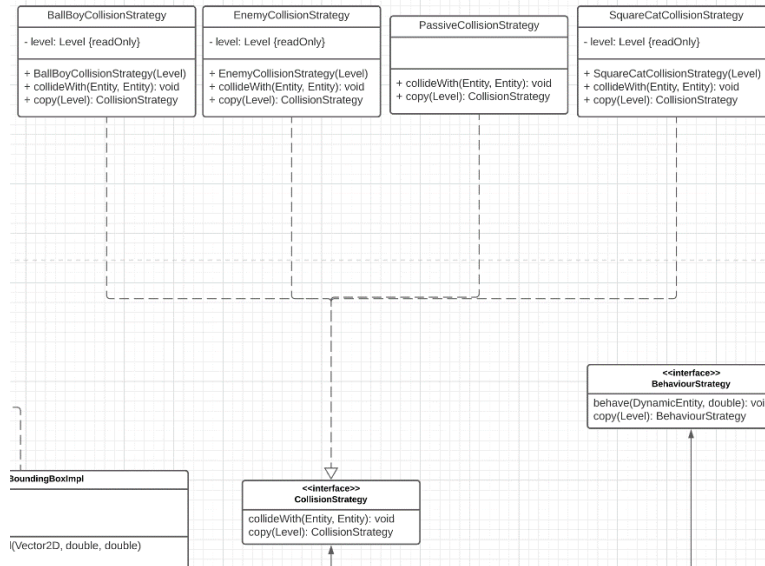 BallBoyCollisionStrategy
- level: Level {readOnly}
+ BallBoyCollisionStrategy(Level)
+ collideWith(Entity, Entity): void
+ copy(Level): CollisionStrategy
EnemyCollisionStrategy
- level: Level {readOnly}
+ EnemyCollisionStrategy(Level)
+ collideWith(Entity, Entity): void
+ copy(Level): CollisionStrategy
PassiveCollisionStrategy
+ collideWith(Entity, Entity): void
+ copy(Level): CollisionStrategy
SquareCatCollisionStrategy
- level: Level {readOnly}
+ SquareCatCollisionStrategy(Level)
+ collideWith(Entity, Entity): void
+ copy(Level): CollisionStrategy
<<interface>>
BehaviourStrategy
behave(DynamicEntity, double): voi
copy(Level): BehaviourStrategy
BoundingBoxImpl
l(Vector2D, double, double)
<<interface>>
CollisionStrategy
collideWith(Entity, Entity): void
copy(Level): CollisionStrategy